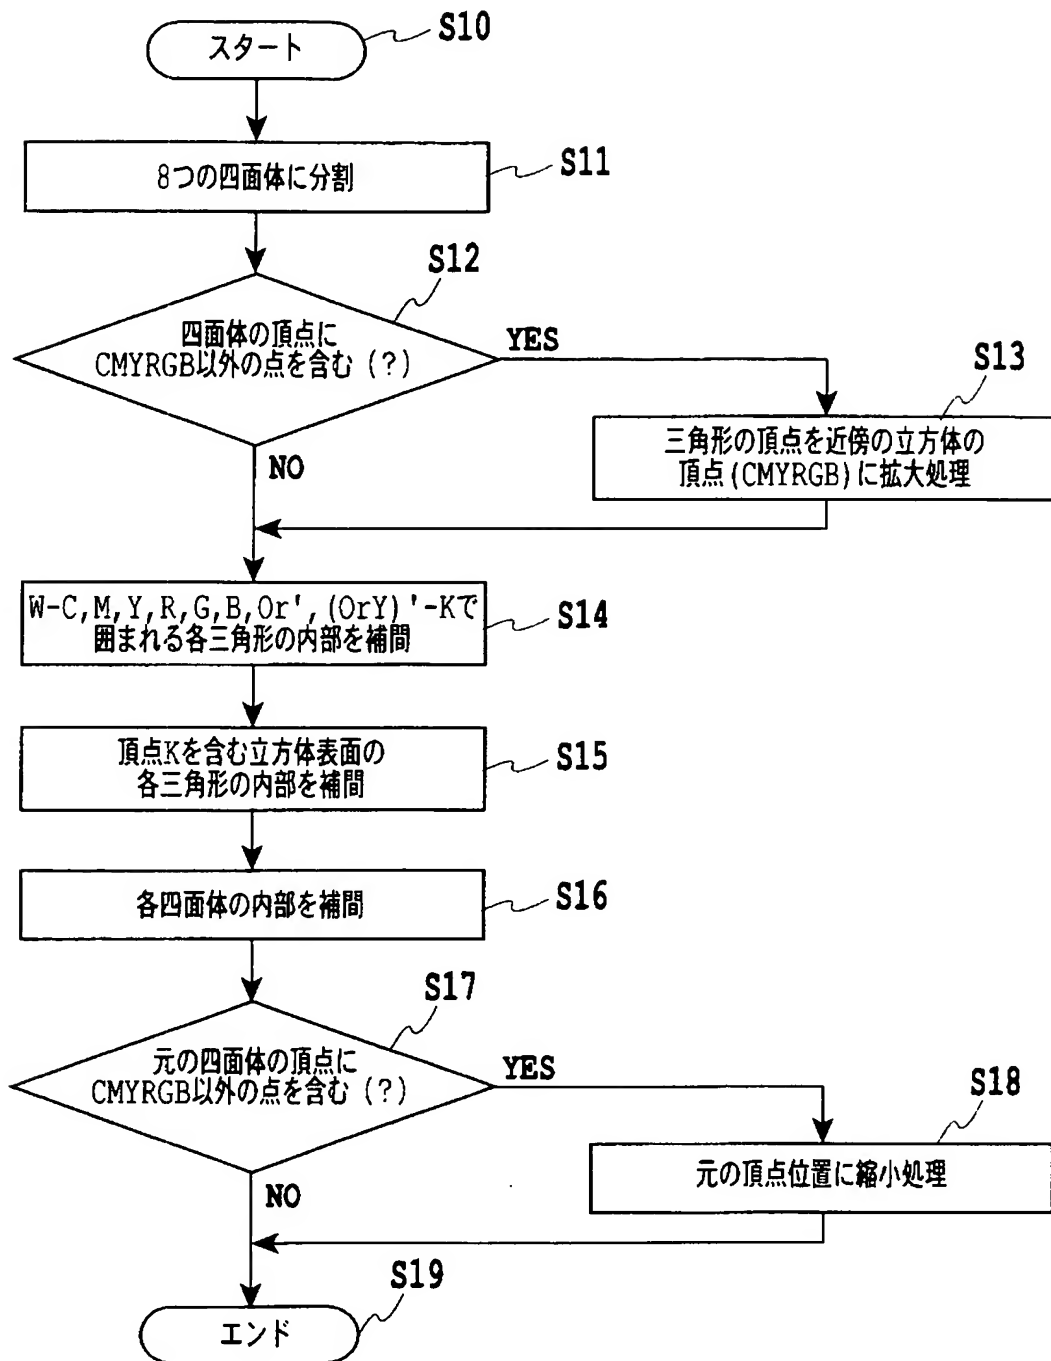 スタート
S10
8つの四面体に分割
S11
S12
四面体の頂点に
CMYRGB以外の点を含む (?)
YES
NO
S13
三角形の頂点を近傍の立方体の
頂点(CMYRGB)に拡大処理
W-C,M,Y,R,G,B,Or',(OrY)'-Kで
囲まれる各三角形の内部を補間
S14
頂点Kを含む立方体表面の
各三角形の内部を補間
S15
各四面体の内部を補間
S16
S17
元の四面体の頂点に
CMYRGB以外の点を含む (?)
YES
NO
S18
元の頂点位置に縮小処理
S19
エンド